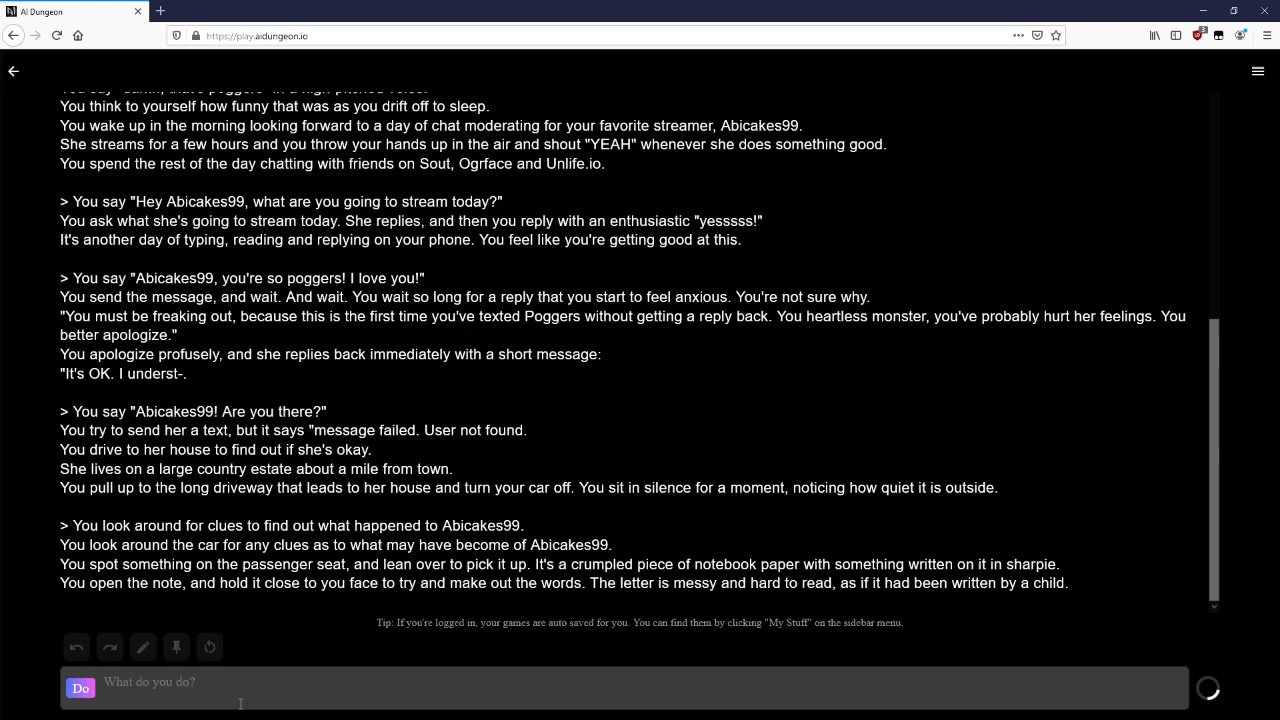 AI Dungeon
https://play.aidungeon.io
You think to yourself how funny that was as you drift off to sleep.
You wake up in the morning looking forward to a day of chat moderating for your favorite streamer, Abicakes99.
She streams for a few hours and you throw your hands up in the air and shout "YEAH" whenever she does something good.
You spend the rest of the day chatting with friends on Sout, Ogrface and Unlife.io.
> You say "Hey Abicakes99, what are you going to stream today?"
You ask what she's going to stream today. She replies, and then you reply with an enthusiastic "yesssss!"
It's another day of typing, reading and replying on your phone. You feel like you're getting good at this.
> You say "Abicakes99, you're so poggers! I love you!"
You send the message, and wait. And wait. You wait so long for a reply that you start to feel anxious. You're not sure why.
"You must be freaking out, because this is the first time you've texted Poggers without getting a reply back. You heartless monster, you've probably hurt her feelings. You
better apologize."
You apologize profusely, and she replies back immediately with a short message:
"It's OK. I underst-.
> You say "Abicakes99! Are you there?"
You try to send her a text, but it says "message failed. User not found.
You drive to her house to find out if she's okay.
She lives on a large country estate about a mile from town.
You pull up to the long driveway that leads to her house and turn your car off. You sit in silence for a moment, noticing how quiet it is outside.
> You look around for clues to find out what happened to Abicakes99.
You look around the car for any clues as to what may have become of Abicakes99.
You spot something on the passenger seat, and lean over to pick it up. It's a crumpled piece of notebook paper with something written on it in sharpie.
You open the note, and hold it close to you face to try and make out the words. The letter is messy and hard to read, as if it had been written by a child.
Tip: If you're logged in, your games are auto saved for you. You can find them by clicking "My Stuff" on the sidebar menu.
Do What do you do?